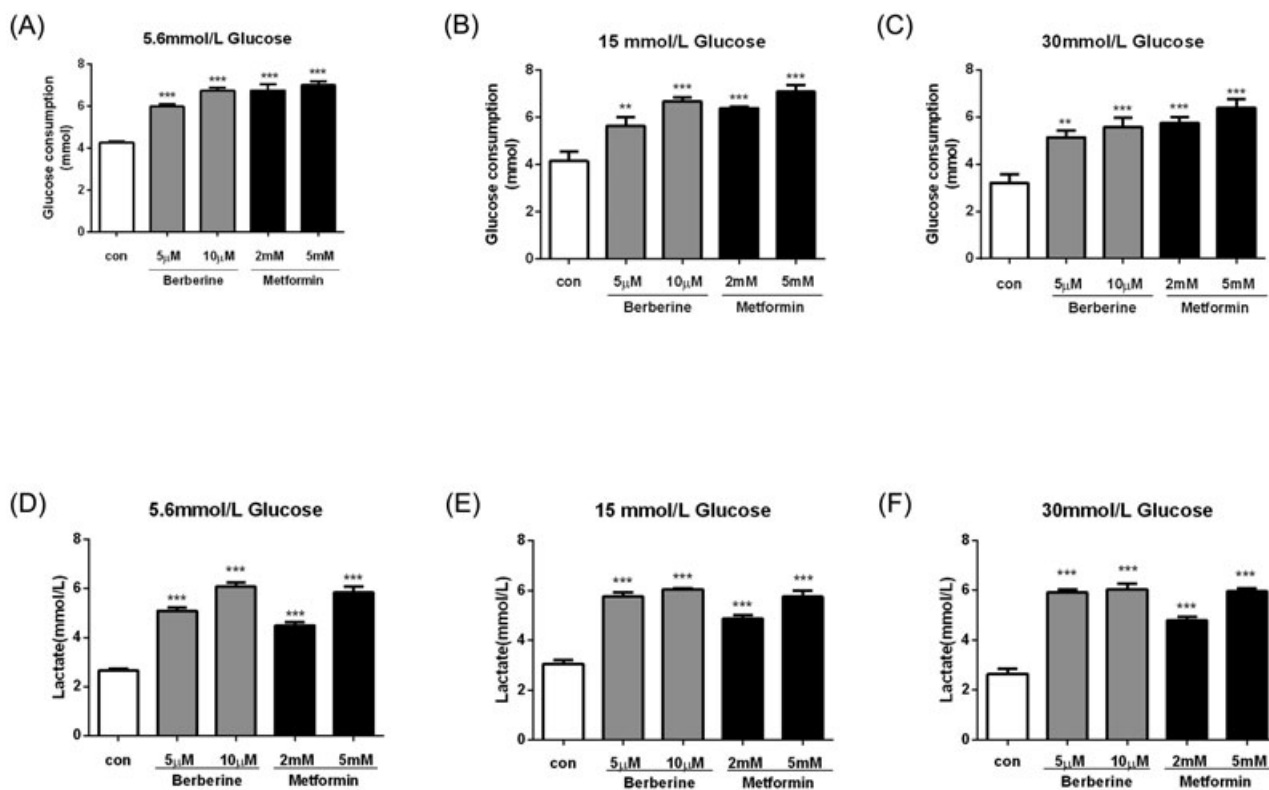 (A)
5.6mmol/L Glucose
Glucose consumption
(mmol)
8
6
4
2
0
***
***
***
***
con
5μM
10μM
2mM
5mM
Berberine
Metformin
(B)
15 mmol/L Glucose
Glucose consumption
(mmol)
8
6
4
2
0
**
***
***
***
con
5μM
10μM
2mM
5mM
Berberine
Metformin
(C)
30mmol/L Glucose
Glucose consumption
(mmol)
8
6
4
2
0
**
***
***
***
con
5μM
10μM
2mM
5mM
Berberine
Metformin
(D)
5.6mmol/L Glucose
Lactate(mmol/L)
8
6
4
2
0
***
***
***
***
con
5μM
10μM
2mM
5mM
Berberine
Metformin
(E)
15 mmol/L Glucose
Lactate(mmol/L)
8
6
4
2
0
***
***
***
***
con
5μM
10μM
2mM
5mM
Berberine
Metformin
(F)
30mmol/L Glucose
Lactate(mmol/L)
8
6
4
2
0
***
***
***
***
con
5μM
10μM
2mM
5mM
Berberine
Metformin